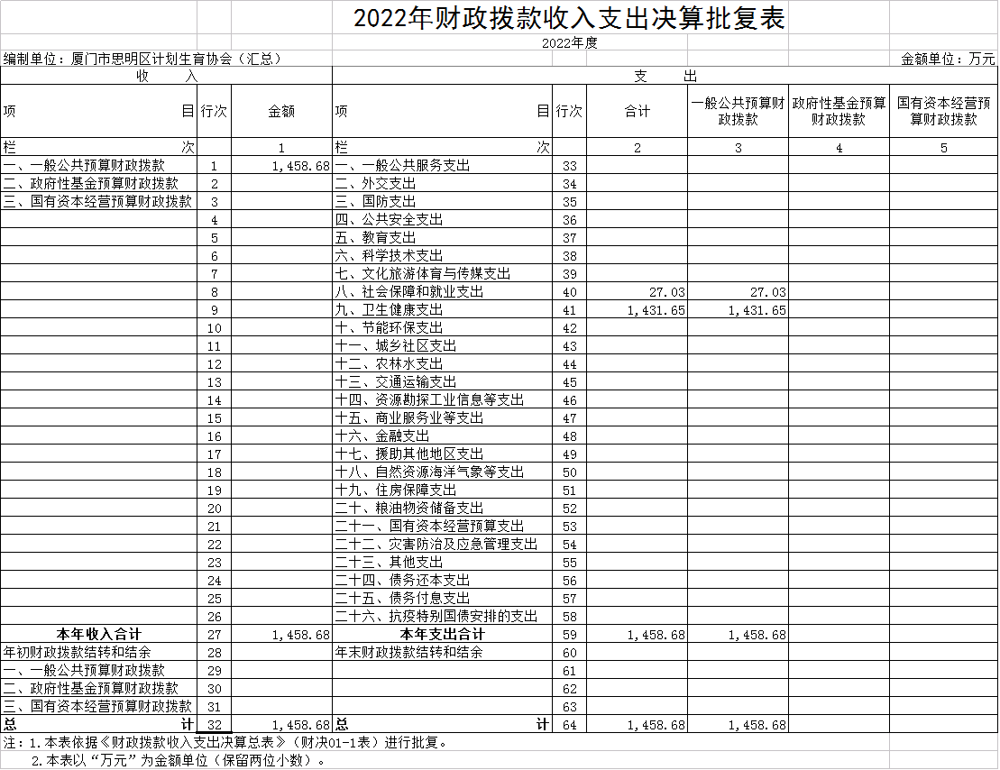 2022年财政拨款收入支出决算批复表
2022年度
编制单位：厦门市思明区计划生育协会（汇总） 金额单位：万元
收 入 支 出
项 目 行次 金额 项 目 行次 合计 一般公共预算财政拨款 政府性基金预算财政拨款 国有资本经营预算财政拨款
栏 次 1 栏 次 2 3 4 5
一、一般公共预算财政拨款 1 1,458.68 一、一般公共服务支出 33
二、政府性基金预算财政拨款 2 二、外交支出 34
三、国有资本经营预算财政拨款 3 三、国防支出 35
4 四、公共安全支出 36
5 五、教育支出 37
6 六、科学技术支出 38
7 七、文化旅游体育与传媒支出 39
8 八、社会保障和就业支出 40 27.03 27.03
9 九、卫生健康支出 41 1,431.65 1,431.65
10 十、节能环保支出 42
11 十一、城乡社区支出 43
12 十二、农林水支出 44
13 十三、交通运输支出 45
14 十四、资源勘探工业信息等支出 46
15 十五、商业服务业等支出 47
16 十六、金融支出 48
17 十七、援助其他地区支出 49
18 十八、自然资源海洋气象等支出 50
19 十九、住房保障支出 51
20 二十、粮油物资储备支出 52
21 二十一、国有资本经营预算支出 53
22 二十二、灾害防治及应急管理支出 54
23 二十三、其他支出 55
24 二十四、债务还本支出 56
25 二十五、债务付息支出 57
26 二十六、抗疫特别国债安排的支出 58
本年收入合计 27 1,458.68 本年支出合计 59 1,458.68 1,458.68
年初财政拨款结转和结余 28 年末财政拨款结转和结余 60
一、一般公共预算财政拨款 29 61
二、政府性基金预算财政拨款 30 62
三、国有资本经营预算财政拨款 31 63
总 计 32 1,458.68 总 计 64 1,458.68 1,458.68
注：1.本表依据《财政拨款收入支出决算总表》（财决01-1表）进行批复。
2.本表以“万元”为金额单位（保留两位小数）。